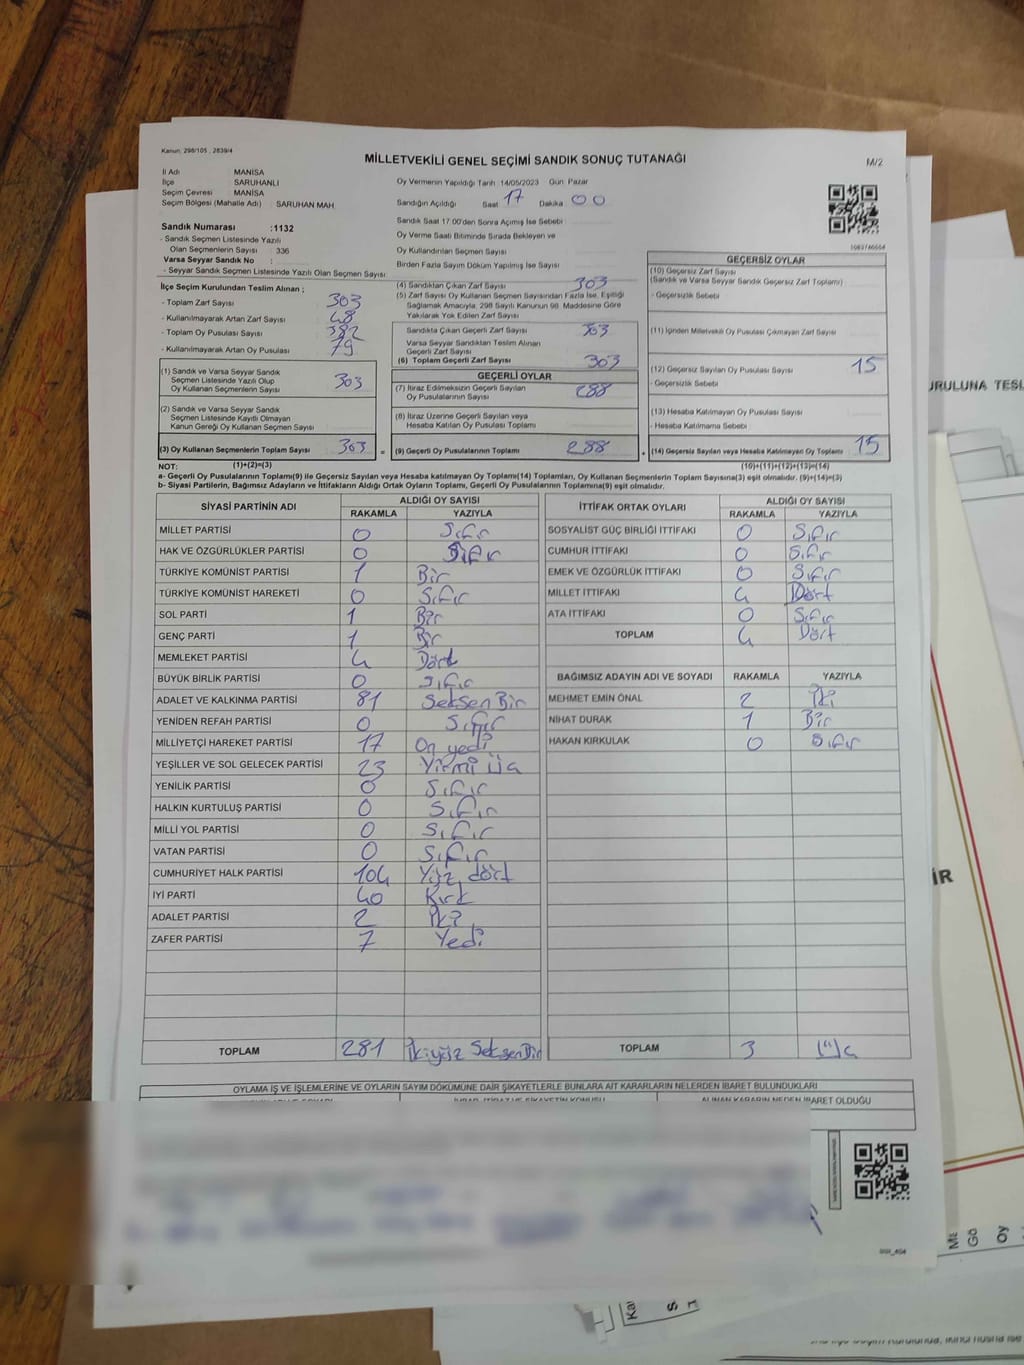 Kanun: 298/105 , 2839/4
MİLLETVEKİLİ GENEL SEÇİMİ SANDIK SONUÇ TUTANAĞI
M/2
İl Adı : MANİSA
İlçe : SARUHANLI
Seçim Çevresi : MANİSA
Seçim Bölgesi (Mahalle Adı) : SARUHAN MAH.
Oy Vermenin Yapıldığı Tarih :14/05/2023 Gün: Pazar
Sandığın Açıldığı Saat 17 Dakika 00
Sandık Saat 17:00'den Sonra Açılmış İse Sebebi
Oy Verme Saati Bitiminde Sırada Bekleyen ve
Oy Kullandırılan Seçmen Sayısı
Birden Fazla Sayım Döküm Yapılmış İse Sayısı
Sandık Numarası :1132
- Sandık Seçmen Listesinde Yazılı
Olan Seçmenlerin Sayısı : 336
Varsa Seyyar Sandık No :
- Seyyar Sandık Seçmen Listesinde Yazılı Olan Seçmen Sayısı:
İlçe Seçim Kurulundan Teslim Alınan ;
- Toplam Zarf Sayısı 303
- Kullanılmayarak Artan Zarf Sayısı 48
- Toplam Oy Pusulası Sayısı 382
- Kullanılmayarak Artan Oy Pusulası 79
(1) Sandık ve Varsa Seyyar Sandık
Seçmen Listesinde Yazılı Olup
Oy Kullanan Seçmenlerin Sayısı 303
(2) Sandık ve Varsa Seyyar Sandık
Seçmen Listesinde Kayıtlı Olmayan
Kanun Gereği Oy Kullanan Seçmen Sayısı
(3) Oy Kullanan Seçmenlerin Toplam Sayısı 303
(4) Sandıktan Çıkan Zarf Sayısı 303
(5) Zarf Sayısı Oy Kullanan Seçmen Sayısından Fazla İse, Eşitliği
Sağlamak Amacıyla, 298 Sayılı Kanunun 98. Maddesine Göre
Yakılarak Yok Edilen Zarf Sayısı
Sandıkta Çıkan Geçerli Zarf Sayısı 303
Varsa Seyyar Sandıktan Teslim Alınan
Geçerli Zarf Sayısı
(6) Toplam Geçerli Zarf Sayısı 303
GEÇERLİ OYLAR
(7) İtiraz Edilmeksizin Geçerli Sayılan
Oy Pusulalarının Sayısı 288
(8) İtiraz Üzerine Geçerli Sayılan veya
Hesaba Katılan Oy Pusulası Toplamı
(9) Geçerli Oy Pusulalarının Toplamı 288
GEÇERSİZ OYLAR
(10) Geçersiz Zarf Sayısı
(Sandık ve Varsa Seyyar Sandık Geçersiz Zarf Toplamı)
- Geçersizlik Sebebi
(11) İçinden Milletvekili Oy Pusulası Çıkmayan Zarf Sayısı
(12) Geçersiz Sayılan Oy Pusulası Sayısı 15
- Geçersizlik Sebebi
(13) Hesaba Katılmayan Oy Pusulası Sayısı
- Hesaba Katılmama Sebebi
(14) Geçersiz Sayılan veya Hesaba Katılmayan Oy Toplamı 15
NOT: (1)+(2)=(3) (10)+(11)+(12)+(13)=(14)
a- Geçerli Oy Pusulalarının Toplamı(9) ile Geçersiz Sayılan veya Hesaba Katılmayan Oy Toplamı(14) Toplamları, Oy Kullanan Seçmenlerin Toplam Sayısına(3) eşit olmalıdır. (9)+(14)=(3)
b- Siyasi Partilerin, Bağımsız Adayların ve İttifakların Aldığı Ortak Oyların Toplamı, Geçerli Oy Pusulalarının Toplamına(9) eşit olmalıdır.
SİYASİ PARTİNİN ADI ALDIĞI OY SAYISI
RAKAMLA YAZIYLA
MİLLET PARTİSİ 0 Sıfır
HAK VE ÖZGÜRLÜKLER PARTİSİ 0 Sıfır
TÜRKİYE KOMÜNİST PARTİSİ 1 Bir
TÜRKİYE KOMÜNİST HAREKETİ 0 Sıfır
SOL PARTİ 1 Bir
GENÇ PARTİ 1 Bir
MEMLEKET PARTİSİ 4 Dört
BÜYÜK BİRLİK PARTİSİ 0 Sıfır
ADALET VE KALKINMA PARTİSİ 81 Seksen Bir
YENİDEN REFAH PARTİSİ 0 Sıfır
MİLLİYETÇİ HAREKET PARTİSİ 17 On yedi
YEŞİLLER VE SOL GELECEK PARTİSİ 23 Yirmi Üç
YENİLİK PARTİSİ 0 Sıfır
HALKIN KURTULUŞ PARTİSİ 0 Sıfır
MİLLİ YOL PARTİSİ 0 Sıfır
VATAN PARTİSİ 0 Sıfır
CUMHURİYET HALK PARTİSİ 104 Yüz dört
İYİ PARTİ 40 Kırk
ADALET PARTİSİ 2 İki
ZAFER PARTİSİ 7 Yedi
TOPLAM 281 İkiyüz Seksen Bir
İTTİFAK ORTAK OYLARI ALDIĞI OY SAYISI
RAKAMLA YAZIYLA
SOSYALİST GÜÇ BİRLİĞİ İTTİFAKI 0 Sıfır
CUMHUR İTTİFAKI 0 Sıfır
EMEK VE ÖZGÜRLÜK İTTİFAKI 0 Sıfır
MİLLET İTTİFAKI 4 Dört
ATA İTTİFAKI 0 Sıfır
TOPLAM 4 Dört
BAĞIMSIZ ADAYIN ADI VE SOYADI RAKAMLA YAZIYLA
MEHMET EMİN ÖNAL 2 İki
NİHAT DURAK 1 Bir
HAKAN KIRKULAK 0 Sıfır
TOPLAM 3 Üç
OYLAMA İŞ VE İŞLEMLERİNE VE OYLARIN SAYIM DÖKÜMÜNE DAİR ŞİKAYETLERLE BUNLARA AİT KARARLARIN NELERDEN İBARET BULUNDUKLARI
ALINAN KARARIN NEDEN İBARET OLDUĞU
URULUNA TESL
İR
Me
Gö
Oy
Ka
S